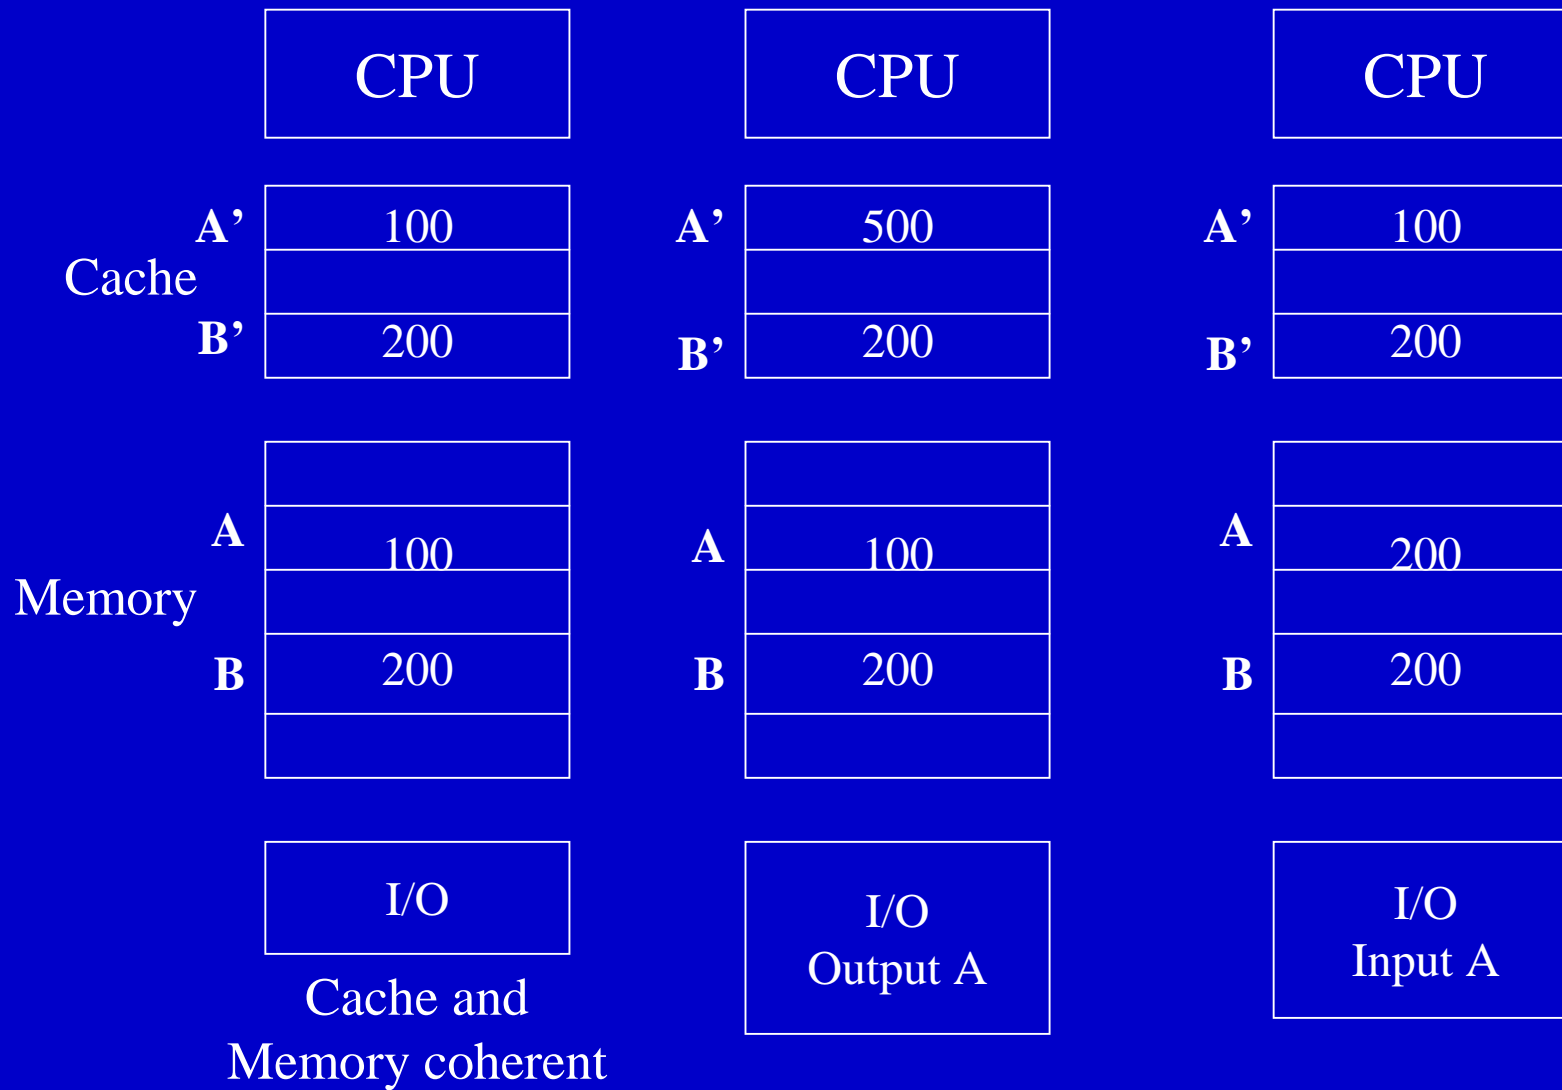 CPU CPU CPU
A’ 100 A’ 500 A’ 100
Cache
B’ 200 B’ 200 B’ 200
A 100 A 100 A 200
Memory
B 200 B 200 B 200
I/O
Cache and
Memory coherent
I/O
Output A
I/O
Input A